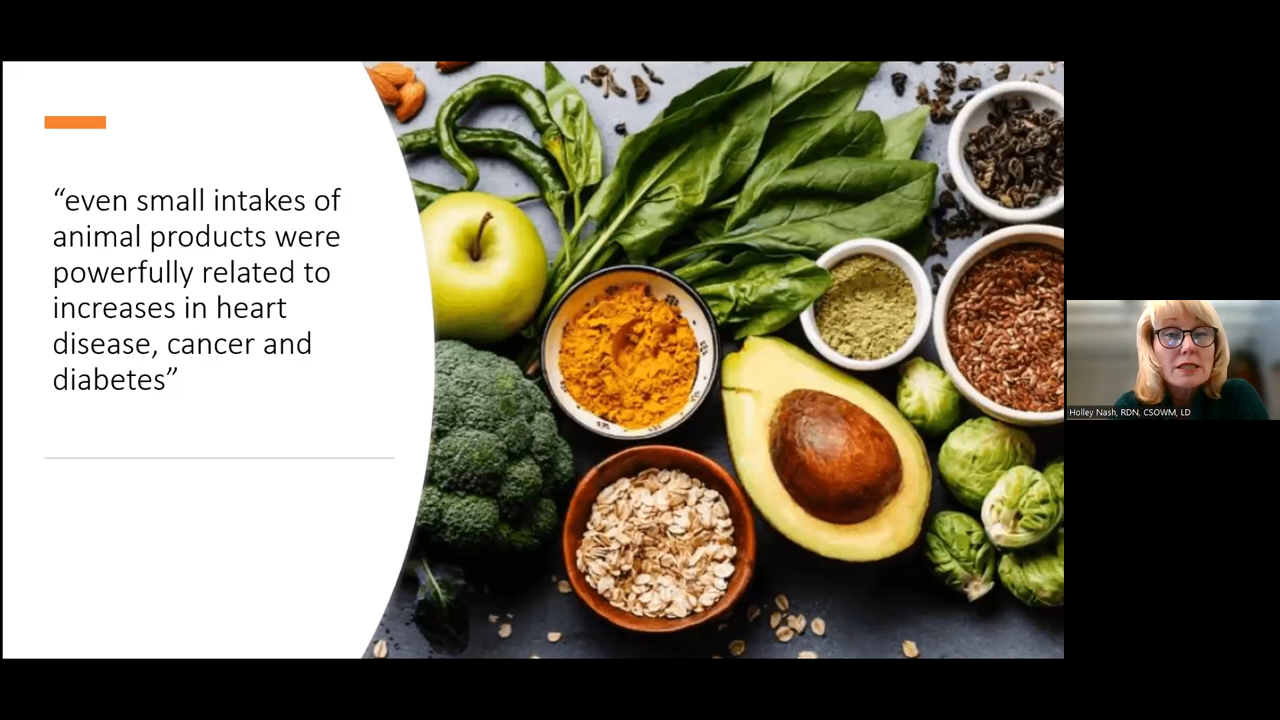 “even small intakes of
animal products were
powerfully related to
increases in heart
disease, cancer and
diabetes”
Holley Nash, RDN, CSOWM, LD